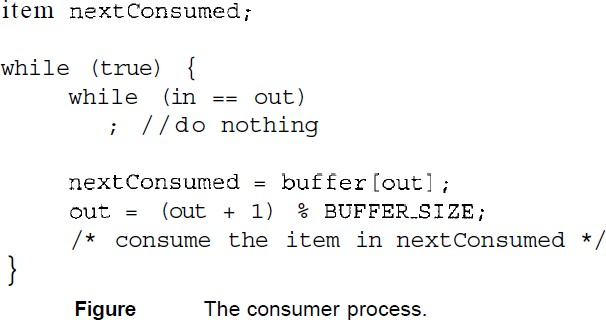 item nextConsumed;
while (true) {
while (in == out)
; //do nothing
nextConsumed = buffer[out];
out = (out + 1) % BUFFER_SIZE;
/* consume the item in nextConsumed */
}
Figure The consumer process.